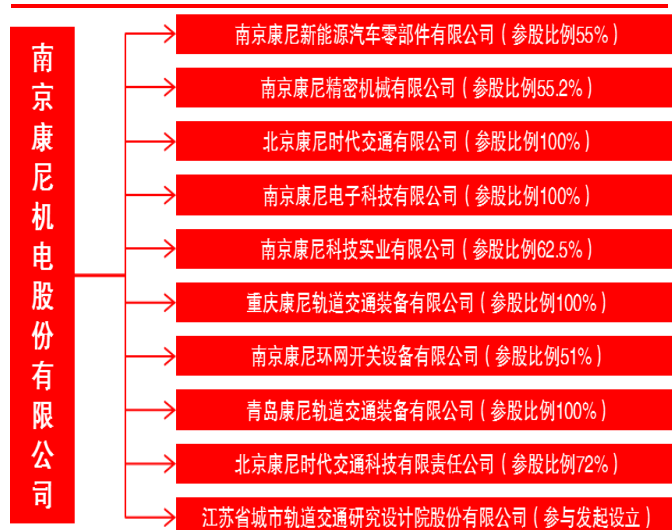 南京康尼机电股份有限公司
南京康尼新能源汽车零部件有限公司（参股比例55%）
南京康尼精密机械有限公司（参股比例55.2%）
北京康尼时代交通有限公司（参股比例100%）
南京康尼电子科技有限公司（参股比例100%）
南京康尼科技实业有限公司（参股比例62.5%）
重庆康尼轨道交通装备有限公司（参股比例100%）
南京康尼环网开关设备有限公司（参股比例51%）
青岛康尼轨道交通装备有限公司（参股比例100%）
北京康尼时代交通科技有限责任公司（参股比例72%）
江苏省城市轨道交通研究设计院股份有限公司（参与发起设立）